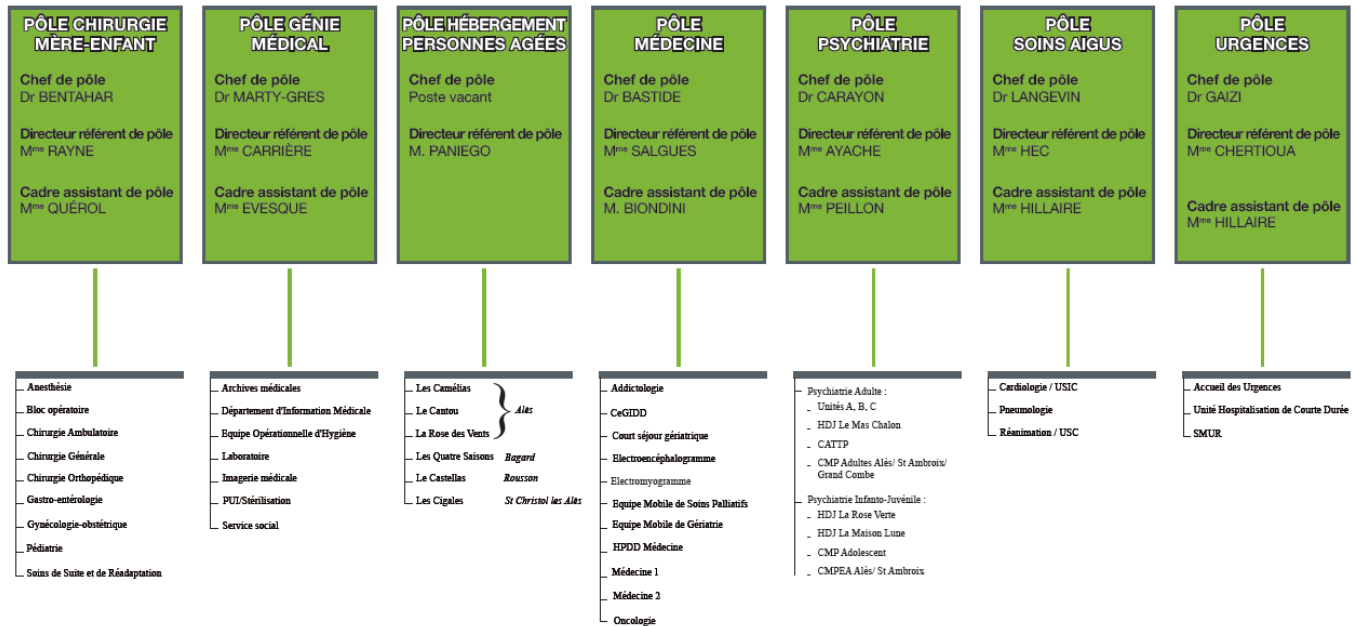 PÔLE CHIRURGIE
MÈRE-ENFANT
Chef de pôle
Dr BENTAHAR
Directeur référent de pôle
Mme RAYNE
Cadre assistant de pôle
Mme QUÉROL
Anesthésie
Bloc opératoire
Chirurgie Ambulatoire
Chirurgie Générale
Chirurgie Orthopédique
Gastro-entérologie
Gynécologie-obstétrique
Pédiatrie
Soins de Suite et de Réadaptation
PÔLE GÉNIE
MÉDICAL
Chef de pôle
Dr MARTY-GRES
Directeur référent de pôle
Mme CARRIÈRE
Cadre assistant de pôle
Mme EVESQUE
Archives médicales
Département d'Information Médicale
Equipe Opérationnelle d'Hygiène
Laboratoire
Imagerie médicale
PUI/Stérilisation
Service social
PÔLE HÉBERGEMENT
PERSONNES AGÉES
Chef de pôle
Poste vacant
Directeur référent de pôle
M. PANIEGO
Les Camélias
Le Cantou
La Rose des Vents
Alès
Les Quatre Saisons Bagard
Le Castellas Rousson
Les Cigales St Christol les Alès
PÔLE
MÉDECINE
Chef de pôle
Dr BASTIDE
Directeur référent de pôle
Mme SALGUES
Cadre assistant de pôle
M. BIONDINI
Addictologie
CeGIDD
Court séjour gériatrique
Electroencéphalogramme
Electromyogramme
Equipe Mobile de Soins Palliatifs
Equipe Mobile de Gériatrie
HPDD Médecine
Médecine 1
Médecine 2
Oncologie
PÔLE
PSYCHIATRIE
Chef de pôle
Dr CARAYON
Directeur référent de pôle
Mme AYACHE
Cadre assistant de pôle
Mme PEILLON
Psychiatrie Adulte :
Unités A, B, C
HDJ Le Mas Chalon
CATTP
CMP Adultes Alès/ St Ambroix/
Grand Combe
Psychiatrie Infanto-Juvénile :
HDJ La Rose Verte
HDJ La Maison Lune
CMP Adolescent
CMPEA Alès/ St Ambroix
PÔLE
SOINS AIGUS
Chef de pôle
Dr LANGEVIN
Directeur référent de pôle
Mme HEC
Cadre assistant de pôle
Mme HILLAIRE
Cardiologie / USIC
Pneumologie
Réanimation / USC
PÔLE
URGENCES
Chef de pôle
Dr GAIZI
Directeur référent de pôle
Mme CHERTIOUA
Cadre assistant de pôle
Mme HILLAIRE
Accueil des Urgences
Unité Hospitalisation de Courte Durée
SMUR